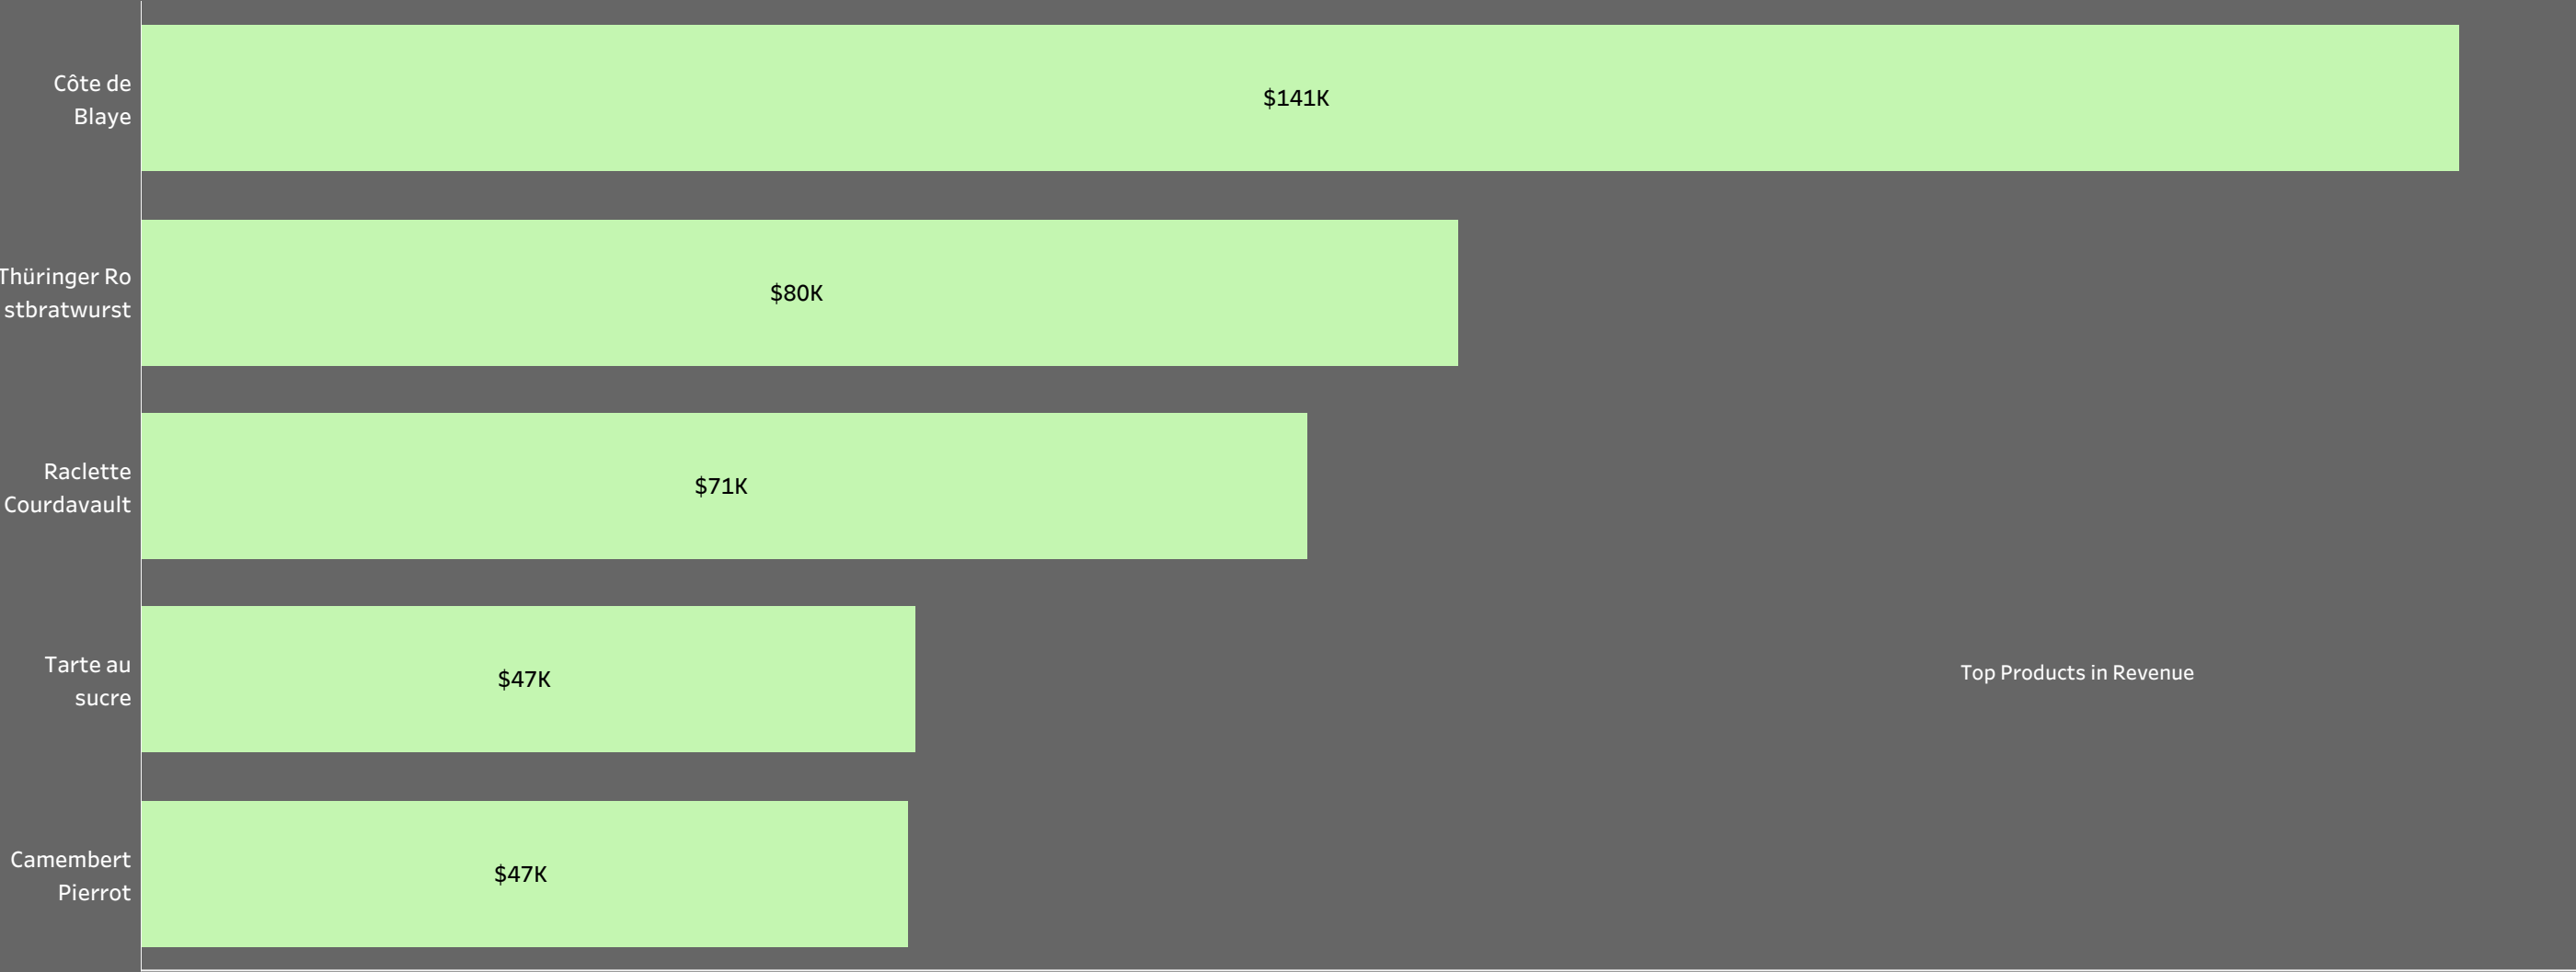 Côte de
Blaye
$141K
Thüringer Ro
stbratwurst
$80K
Raclette
Courdavault
$71K
Tarte au
sucre
$47K
Top Products in Revenue
Camembert
Pierrot
$47K